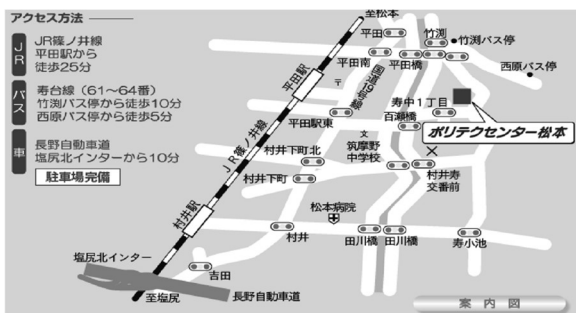 アクセス方法
JR
JR篠ノ井線
平田駅から
徒歩25分
バス
寿台線（61～64番）
竹渕バス停から徒歩10分
西原バス停から徒歩5分
車
長野自動車道
塩尻北インターから10分
駐車場完備
至松本
平田
竹渕
竹渕バス停
平田南
平田橋
西原バス停
平田駅
国道19号線
寿中1丁目
平田駅東
百瀬橋
ポリテクセンター松本
JR篠ノ井線
文
筑摩野
中学校
村井下町北
村井下町
村井寿
交番前
村井駅
松本病院
村井
田川橋
田川橋
寿小池
塩尻北インター
吉田
至塩尻
長野自動車道
案内図